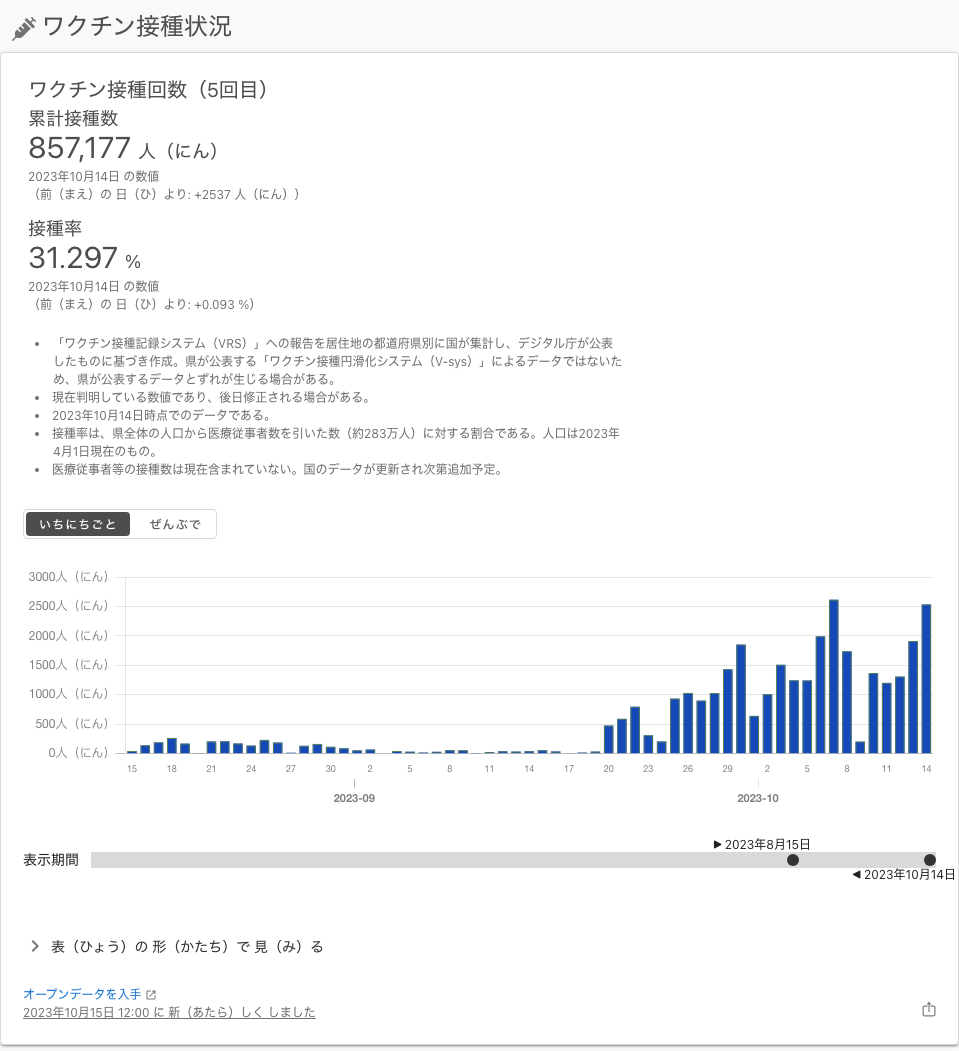 ワクチン接種状況
ワクチン接種回数（5回目）
累計接種数
857,177 人（にん）
2023年10月14日 の数値
（前（まえ）の 日（ひ）より: +2537 人（にん））
接種率
31.297 %
2023年10月14日 の数値
（前（まえ）の 日（ひ）より: +0.093 %）
• 「ワクチン接種記録システム（VRS）」への報告を居住地の都道府県別に国が集計し、デジタル庁が公表
したものに基づき作成。県が公表する「ワクチン接種円滑化システム（V-sys）」によるデータではないた
め、県が公表するデータとずれが生じる場合がある。
• 現在判明している数値であり、後日修正される場合がある。
• 2023年10月14日時点でのデータである。
• 接種率は、県全体の人口から医療従事者数を引いた数（約283万人）に対する割合である。人口は2023年
4月1日現在のもの。
• 医療従事者等の接種数は現在含まれていない。国のデータが更新され次第追加予定。
いちにちごと ぜんぶで
3000人（にん）
2500人（にん）
2000人（にん）
1500人（にん）
1000人（にん）
500人（にん）
0人（にん）
15 18 21 24 27 30 2 5 8 11 14 17 20 23 26 29 2 5 8 11 14
2023-09 2023-10
▶ 2023年8月15日
表示期間
◀ 2023年10月14日
表（ひょう）の 形（かたち）で 見（み）る
オープンデータを入手
2023年10月15日 12:00 に 新（あたら）しく しました